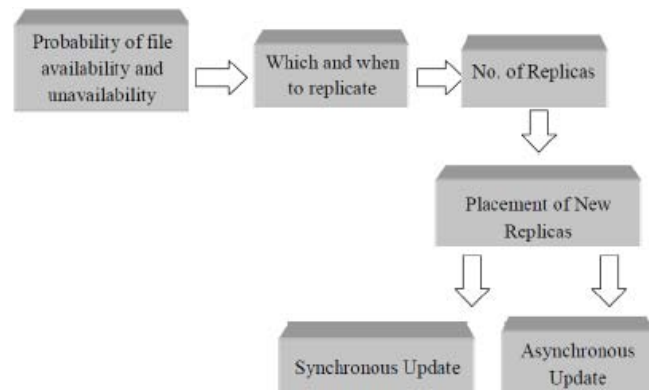 Probability of file
availability and
unavailability
Which and when
to replicate
No. of Replicas
Placement of New
Replicas
Synchronous Update
Asynchronous
Update